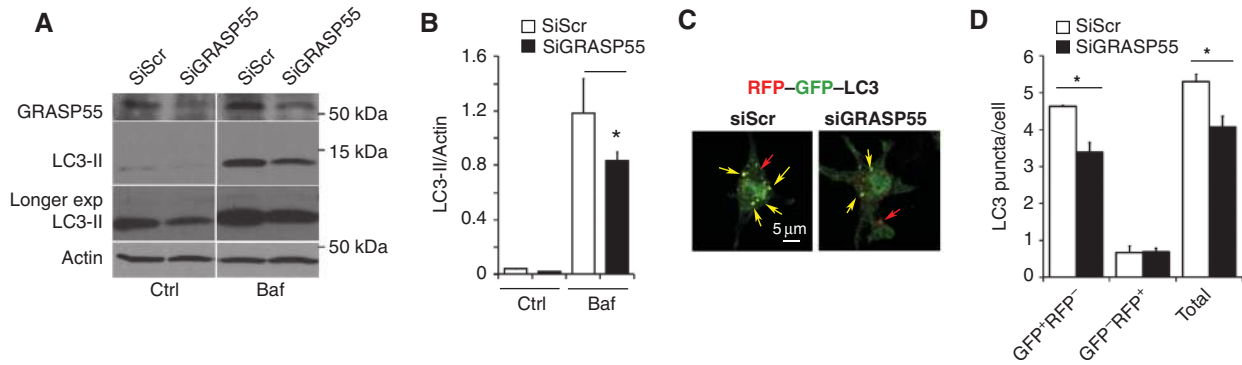 A
SiScr
SiGRASP55
SiScr
SiGRASP55
GRASP55
50 kDa
LC3-II
15 kDa
Longer exp
LC3-II
Actin
50 kDa
Ctrl
Baf
B
SiScr
SiGRASP55
LC3-II/Actin
1.6
1.2
0.8
0.4
0
*
Ctrl
Baf
C
RFP–GFP–LC3
siScr
siGRASP55
5 μm
D
SiScr
SiGRASP55
LC3 puncta/cell
6
5
4
3
2
1
0
*
*
GFP⁺RFP⁻
GFP⁻RFP⁺
Total